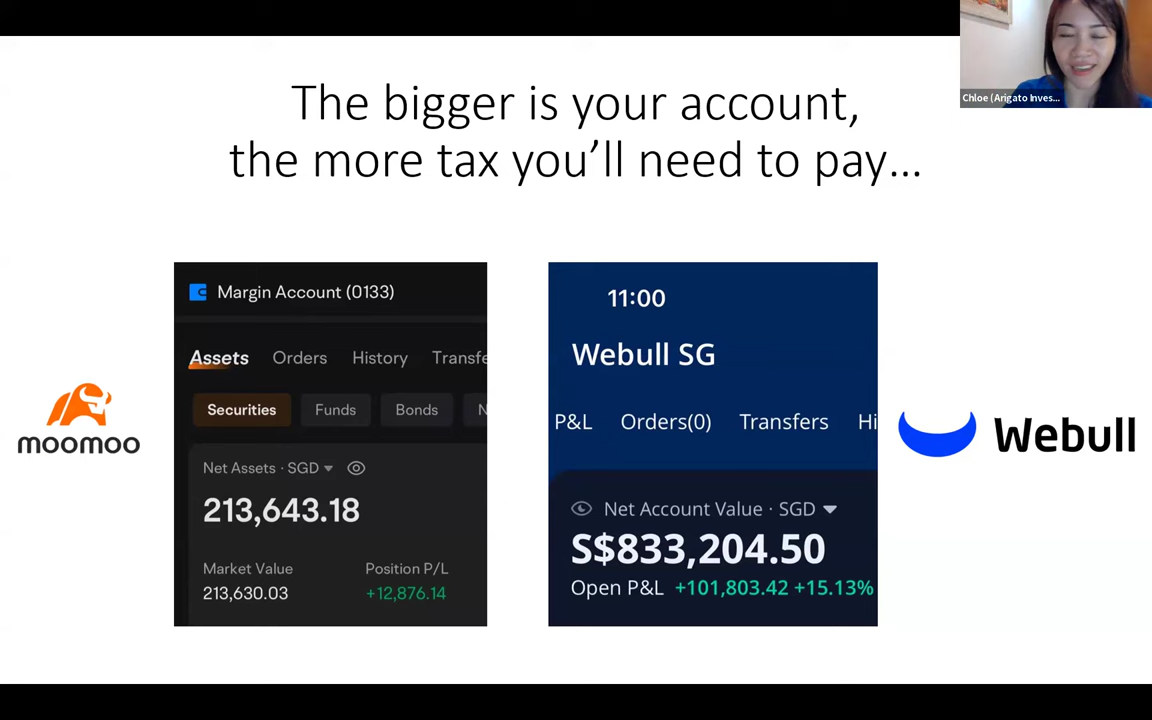 The bigger is your account,
the more tax you’ll need to pay...
Chloe (Arigato Inves...
Margin Account (0133)
Assets Orders History Transfe
Securities Funds Bonds N
Net Assets · SGD
213,643.18
Market Value Position P/L
213,630.03 +12,876.14
moomoo
11:00
Webull SG
P&L Orders(0) Transfers Hi
Net Account Value · SGD
S$833,204.50
Open P&L +101,803.42 +15.13%
Webull